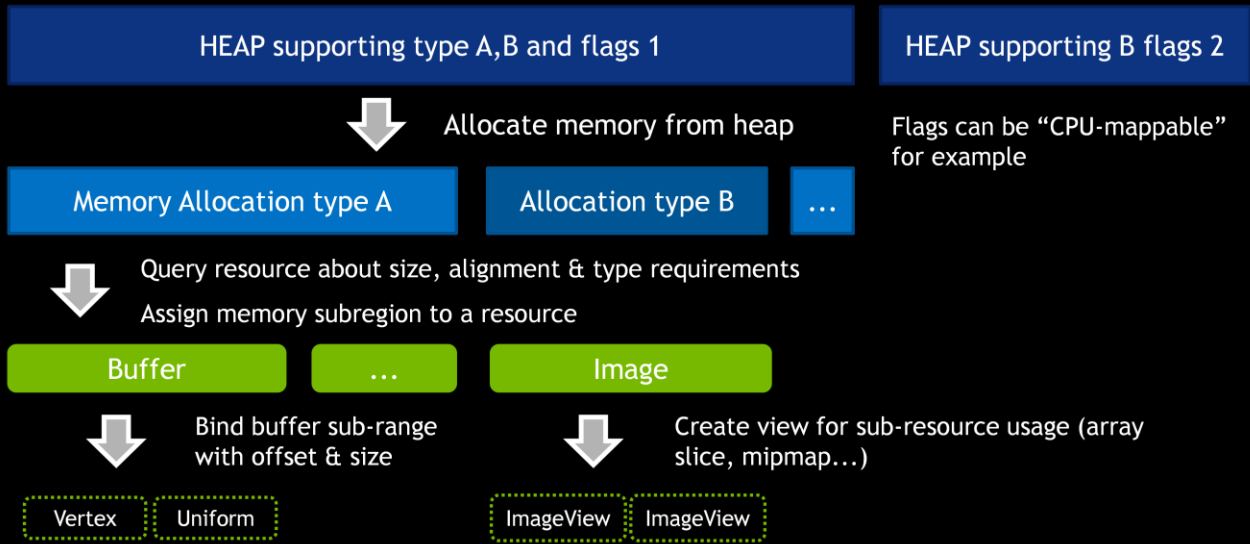 HEAP supporting type A,B and flags 1
HEAP supporting B flags 2
Allocate memory from heap
Flags can be “CPU-mappable”
for example
Memory Allocation type A
Allocation type B
...
Query resource about size, alignment & type requirements
Assign memory subregion to a resource
Buffer
...
Image
Bind buffer sub-range
with offset & size
Create view for sub-resource usage (array
slice, mipmap...)
Vertex
Uniform
ImageView
ImageView